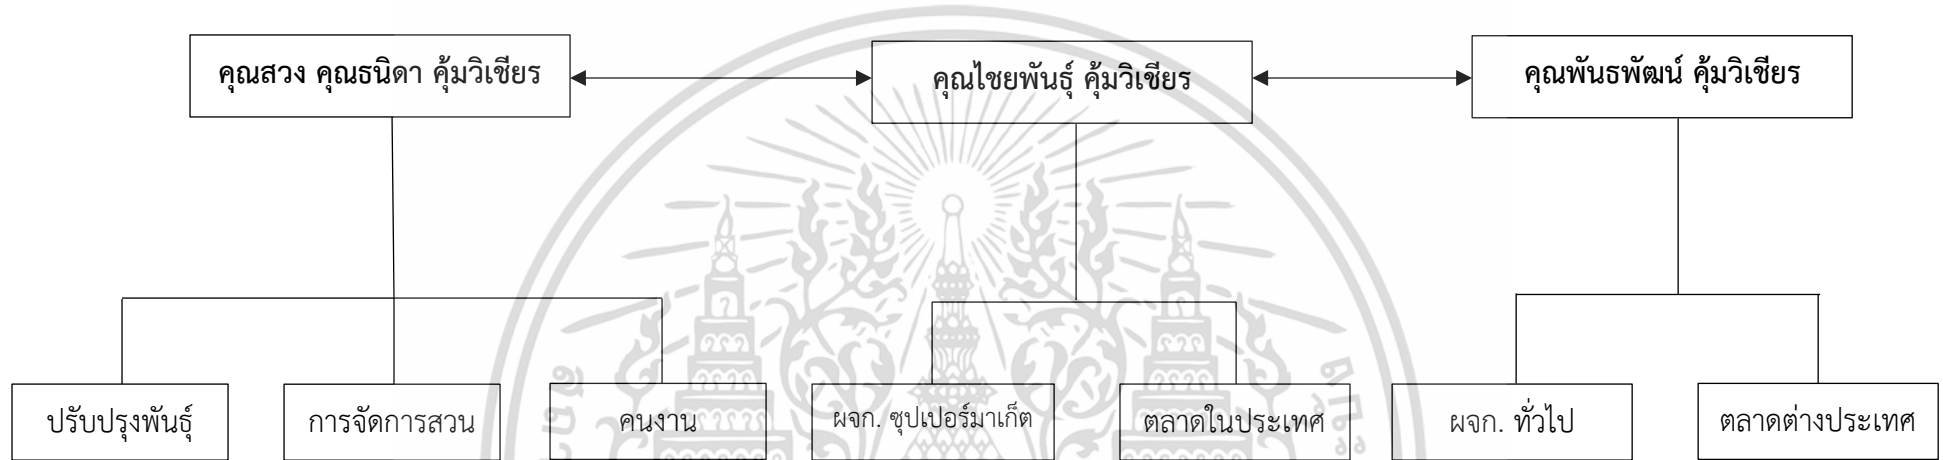 คุณสวง คุณธนิดา คุ้มวิเชียร
คุณไชยพันธุ์ คุ้มวิเชียร
คุณพันธพัฒน์ คุ้มวิเชียร
ปรับปรุงพันธุ์
การจัดการสวน
คนงาน
ผจก. ซุปเปอร์มาเก็ต
ตลาดในประเทศ
ผจก. ทั่วไป
ตลาดต่างประเทศ